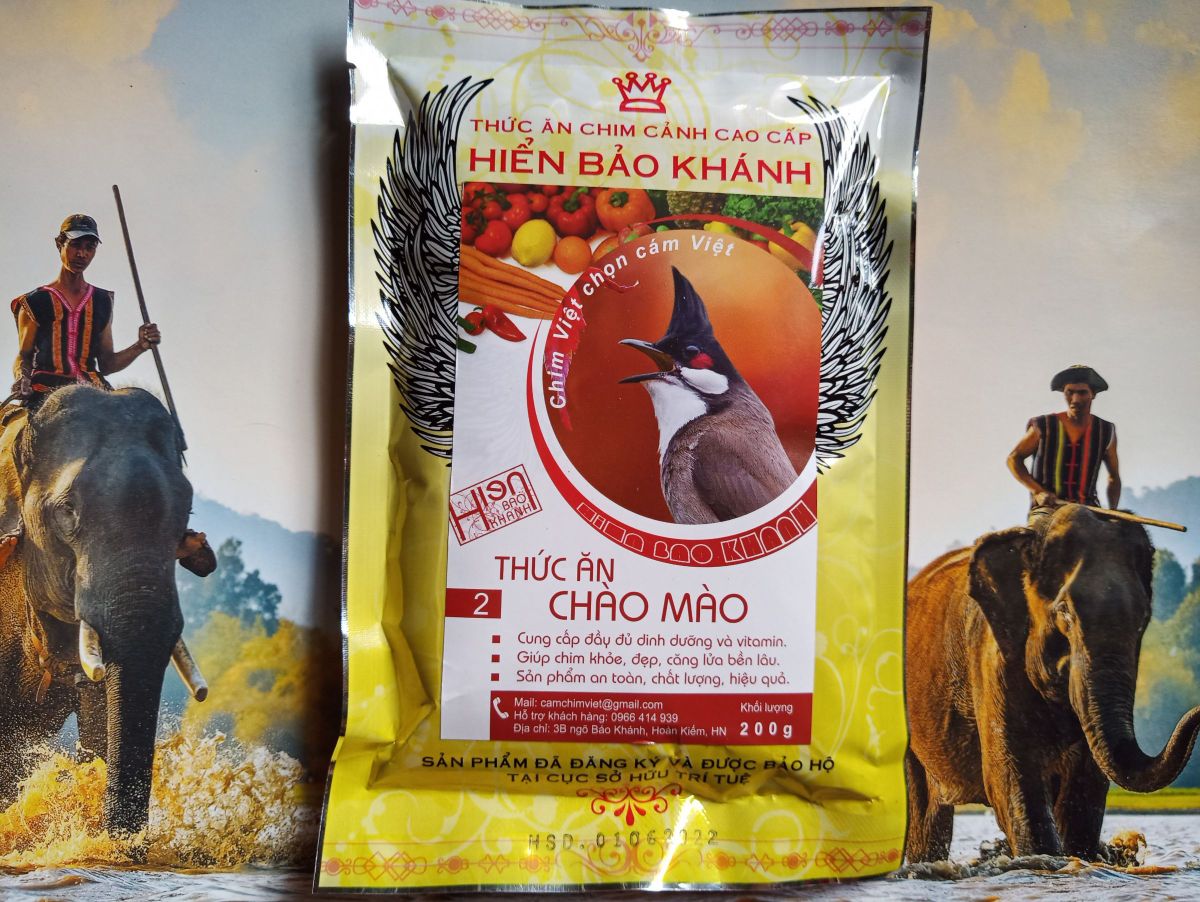 THỨC ĂN CHIM CẢNH CAO CẤP
HIỂN BẢO KHÁNH
Chim Việt chọn cám Việt
Hien
BẢO
KHÁNH
HIEN BAO KHANH
THỨC ĂN
2 CHÀO MÀO
Cung cấp đầy đủ dinh dưỡng và vitamin.
Giúp chim khỏe, đẹp, căng lửa bền lâu.
Sản phẩm an toàn, chất lượng, hiệu quả.
Mail: camchimviet@gmail.com
Hỗ trợ khách hàng: 0966 414 939
Địa chỉ: 3B ngõ Bảo Khánh, Hoàn Kiếm, HN
Khối lượng
200g
SẢN PHẨM ĐÃ ĐĂNG KÝ VÀ ĐƯỢC BẢO HỘ
TẠI CỤC SỞ HỮU TRÍ TUỆ
HSD. 01062022